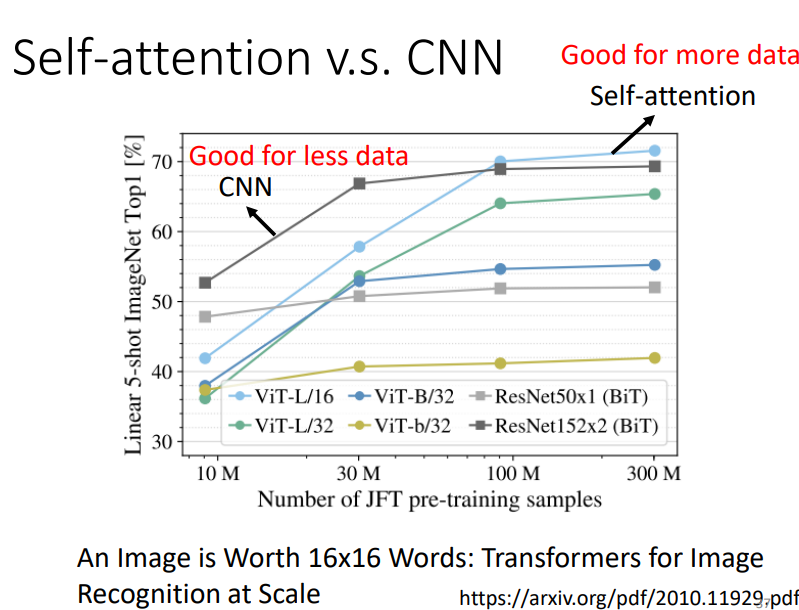 Self-attention v.s. CNN
Good for more data
Self-attention
Good for less data
CNN
Linear 5-shot ImageNet Top1 [%]
70
60
50
40
30
ViT-L/16 ViT-B/32 ResNet50x1 (BiT)
ViT-L/32 ViT-b/32 ResNet152x2 (BiT)
10 M 30 M 100 M 300 M
Number of JFT pre-training samples
An Image is Worth 16x16 Words: Transformers for Image
Recognition at Scale
https://arxiv.org/pdf/2010.11929.pdf
37